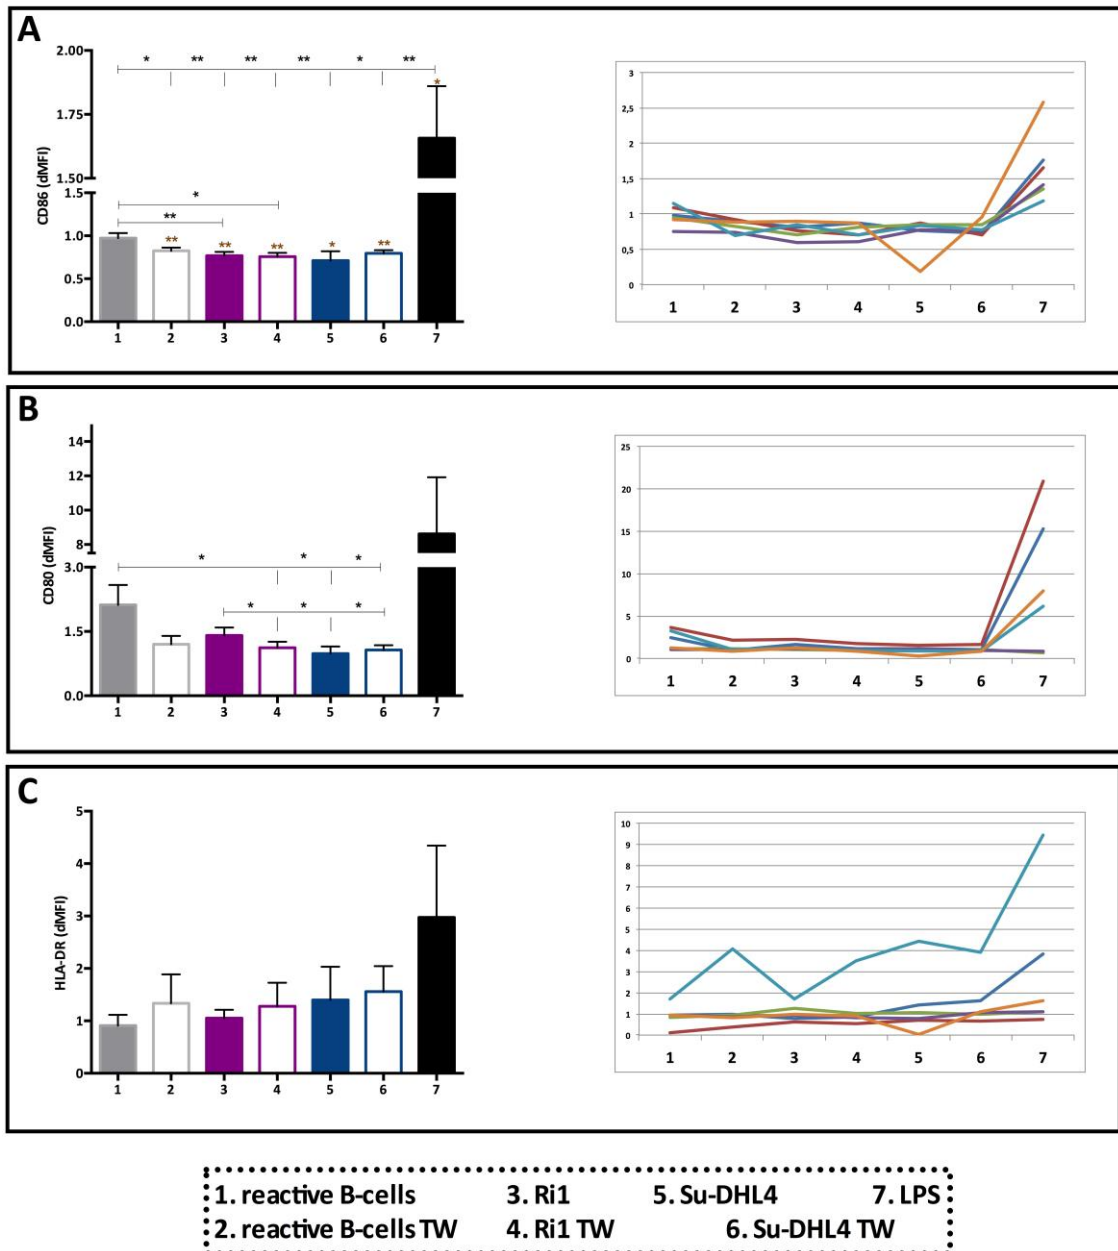 A
CD86 (dMFI)
2.00
1.75
1.50
1.5
1.0
0.5
0.0
* ** ** ** * **
*
*
**
** ** ** * **
1 2 3 4 5 6 7
3
2,5
2
1,5
1
0,5
0
1 2 3 4 5 6 7
B
CD80 (dMFI)
14
12
10
8
3.0
1.5
0.0
* * *
* * *
1 2 3 4 5 6 7
25
20
15
10
5
0
1 2 3 4 5 6 7
C
HLA-DR (dMFI)
5
4
3
2
1
0
1 2 3 4 5 6 7
10
9
8
7
6
5
4
3
2
1
0
1 2 3 4 5 6 7
1. reactive B-cells 3. Ri1 5. Su-DHL4 7. LPS
2. reactive B-cells TW 4. Ri1 TW 6. Su-DHL4 TW